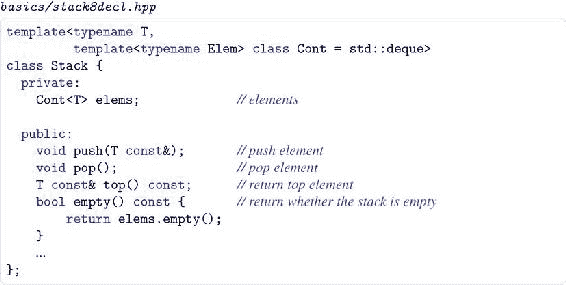 basics/stack8decl.hpp
template<typename T,
         template<typename Elem> class Cont = std::deque>
class Stack {
  private:
    Cont<T> elems;             // elements

  public:
    void push(T const&);       // push element
    void pop();                // pop element
    T const& top() const;      // return top element
    bool empty() const {       // return whether the stack is empty
        return elems.empty();
    }
    ...
};